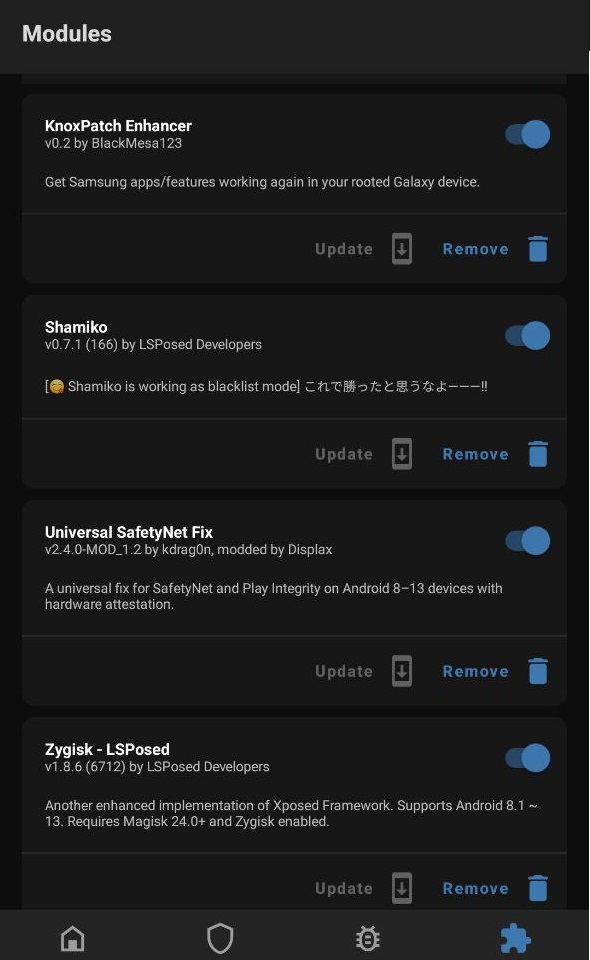 Modules
KnoxPatch Enhancer
v0.2 by BlackMesa123
Get Samsung apps/features working again in your rooted Galaxy device.
Update
Remove
Shamiko
v0.7.1 (166) by LSPosed Developers
[🥰 Shamiko is working as blacklist mode] これで勝ったと思うなよ―――!!
Update
Remove
Universal SafetyNet Fix
v2.4.0-MOD_1.2 by kdrag0n, modded by Displax
A universal fix for SafetyNet and Play Integrity on Android 8–13 devices with
hardware attestation.
Update
Remove
Zygisk - LSPosed
v1.8.6 (6712) by LSPosed Developers
Another enhanced implementation of Xposed Framework. Supports Android 8.1 ~
13. Requires Magisk 24.0+ and Zygisk enabled.
Update
Remove